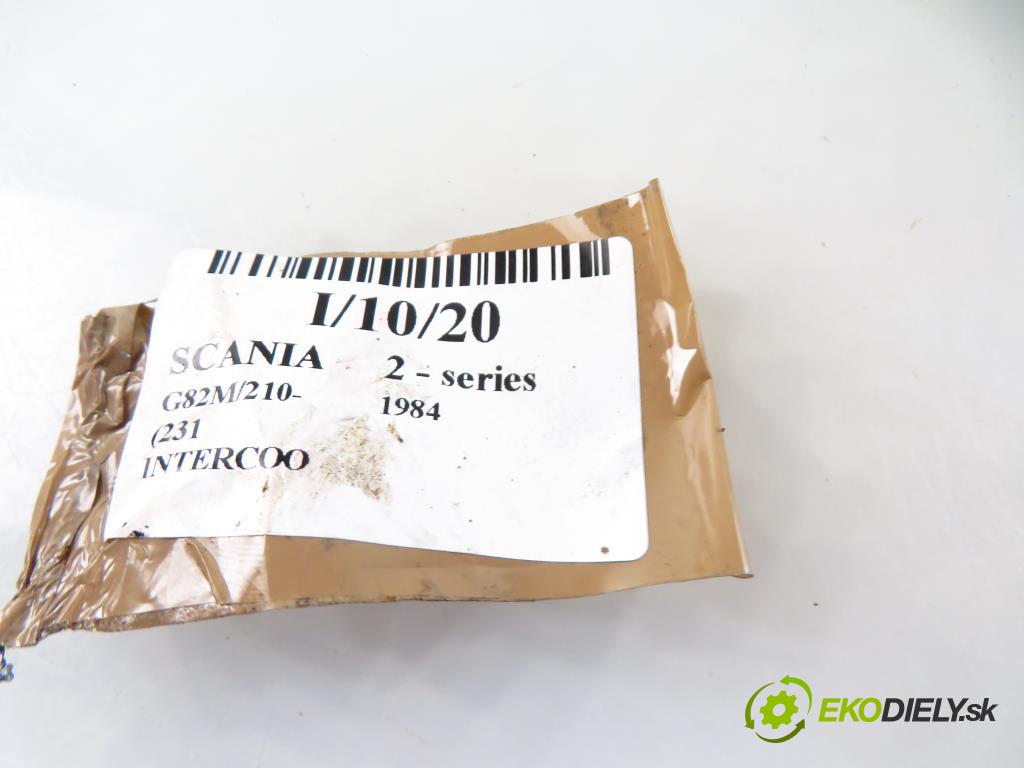 I/10/20
SCANIA 2 - series
G82M/210- 1984
(231
INTERCOO
EKODIELY.sk